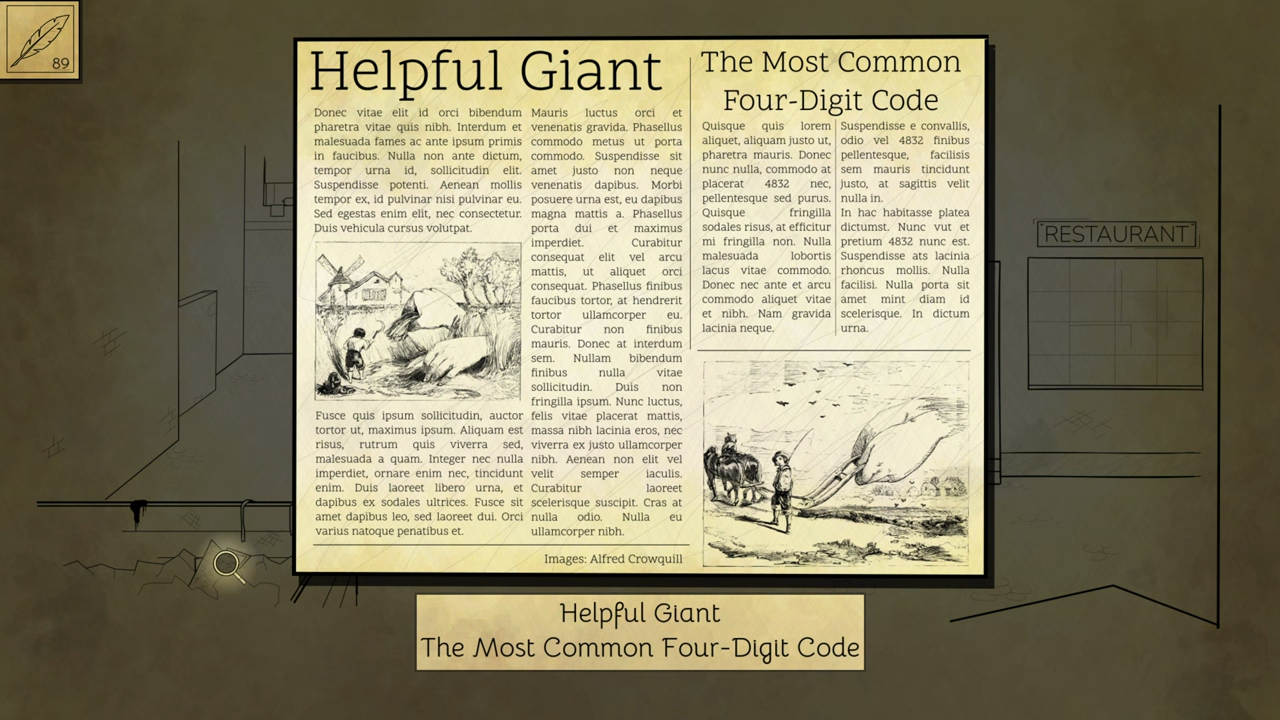 89
Helpful Giant
Donec vitae elit id orci bibendum
pharetra vitae quis nibh. Interdum et
malesuada fames ac ante ipsum primis
in faucibus. Nulla non ante dictum,
tempor urna id, sollicitudin elit.
Suspendisse potenti. Aenean mollis
tempor ex, id pulvinar nisi pulvinar eu.
Sed egestas enim elit, nec consectetur.
Duis vehicula cursus volutpat.
Fusce quis ipsum sollicitudin, auctor
tortor ut, maximus ipsum. Aliquam est
risus, rutrum quis viverra sed,
malesuada a quam. Integer nec nulla
imperdiet, ornare enim nec, tincidunt
enim. Duis laoreet libero urna, et
dapibus ex sodales ultrices. Fusce sit
amet dapibus leo, sed laoreet dui. Orci
varius natoque penatibus et.
Mauris luctus orci et
venenatis gravida. Phasellus
commodo metus ut porta
commodo. Suspendisse sit
amet justo non neque
venenatis dapibus. Morbi
posuere urna est, eu dapibus
magna mattis a. Phasellus
porta dui et maximus
imperdiet. Curabitur
consequat elit vel arcu
mattis, ut aliquet orci
consequat. Phasellus finibus
faucibus tortor, at hendrerit
tortor ullamcorper eu.
Curabitur non finibus
mauris. Donec at interdum
sem. Nullam bibendum
finibus nulla vitae
sollicitudin. Duis non
fringilla ipsum. Nunc luctus,
felis vitae placerat mattis,
massa nibh lacinia eros, nec
viverra ex justo ullamcorper
nibh. Aenean non elit vel
velit semper iaculis.
Curabitur laoreet
scelerisque suscipit. Cras at
nulla odio. Nulla eu
ullamcorper nibh.
Images: Alfred Crowquill
The Most Common
Four-Digit Code
Quisque quis lorem
aliquet, aliquam justo ut,
pharetra mauris. Donec
nunc nulla, commodo at
placerat 4832 nec,
pellentesque sed purus.
Quisque fringilla
sodales risus, at efficitur
mi fringilla non. Nulla
malesuada lobortis
lacus vitae commodo.
Donec nec ante et arcu
commodo aliquet vitae
et nibh. Nam gravida
lacinia neque.
Suspendisse e convallis,
odio vel 4832 finibus
pellentesque, facilisis
sem mauris tincidunt
justo, at sagittis velit
nulla in.
In hac habitasse platea
dictumst. Nunc vut et
pretium 4832 nunc est.
Suspendisse ats lacinia
rhoncus mollis. Nulla
facilisi. Nulla porta sit
amet mint diam id
scelerisque. In dictum
urna.
RESTAURANT
Helpful Giant
The Most Common Four-Digit Code